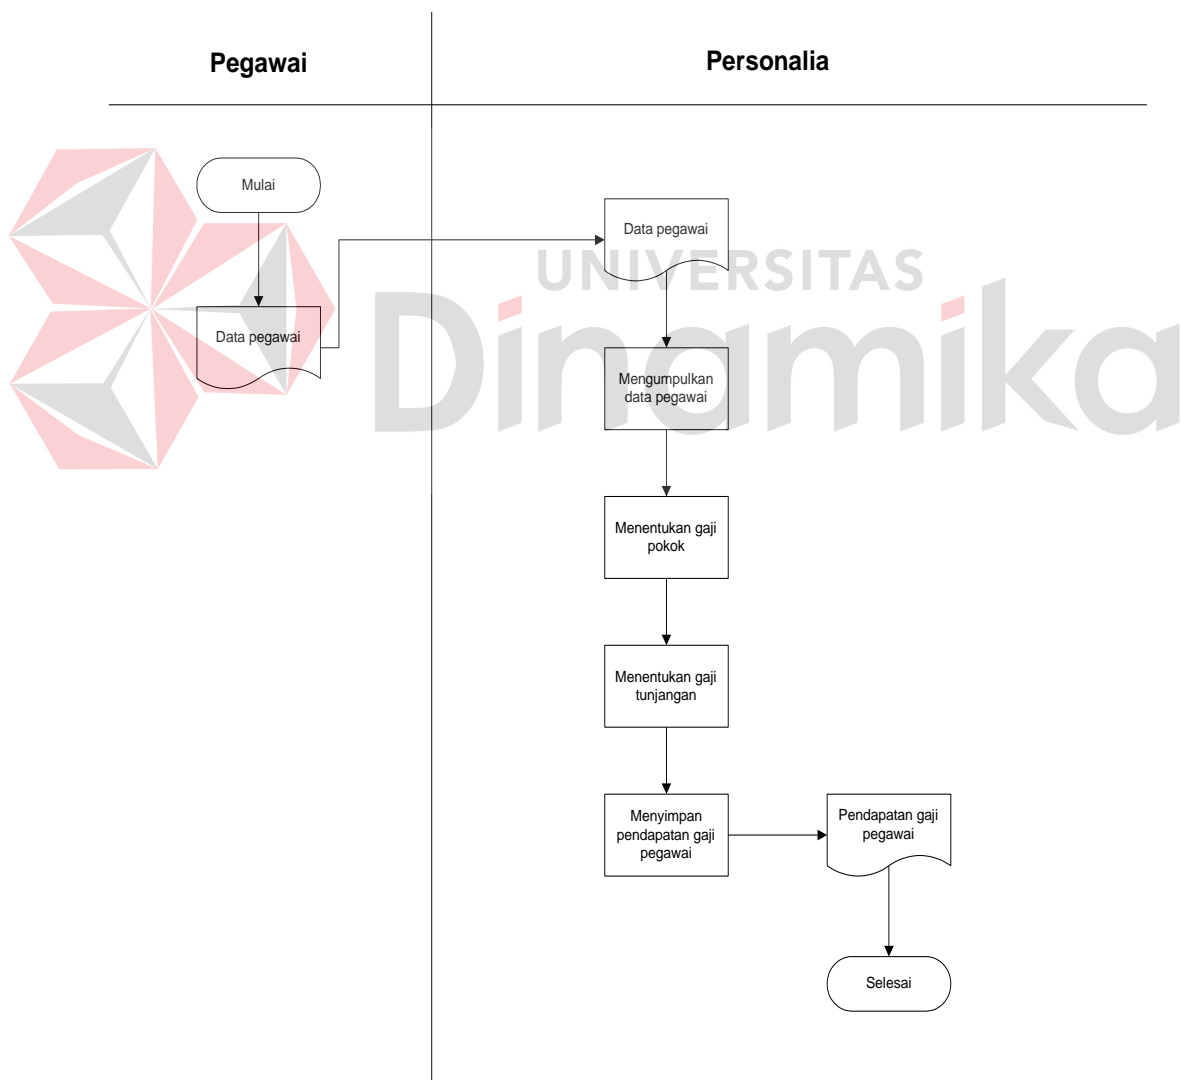 Pegawai
Personalia
Mulai
Data pegawai
Data pegawai
UNIVERSITAS
Dinamika
Mengumpulkan
data pegawai
Menentukan gaji
pokok
Menentukan gaji
tunjangan
Menyimpan
pendapatan gaji
pegawai
Pendapatan gaji
pegawai
Selesai